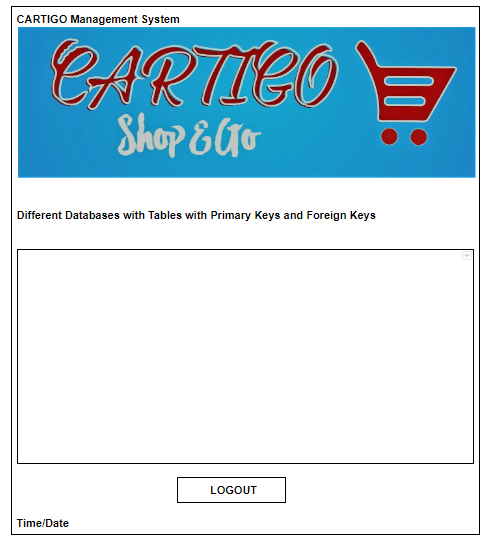 CARTIGO Management System
CARTIGO
Shop & Go
Different Databases with Tables with Primary Keys and Foreign Keys
LOGOUT
Time/Date